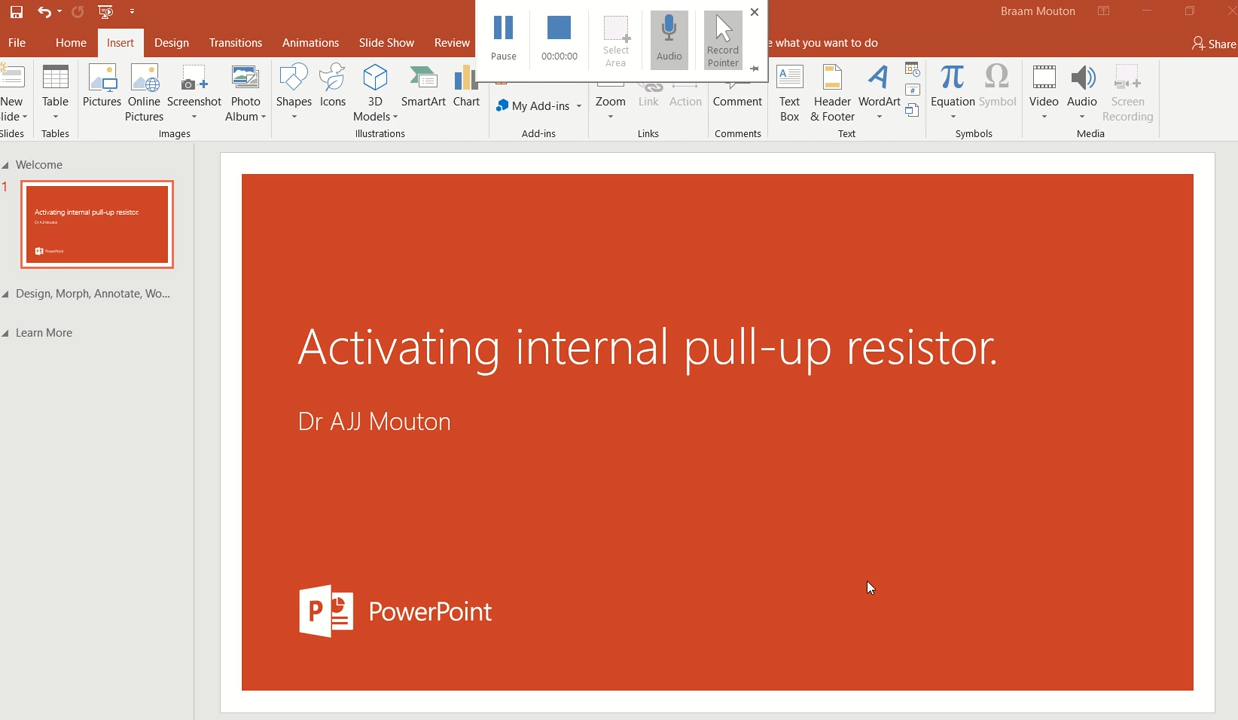 Braam Mouton
File Home Insert Design Transitions Animations Slide Show Review e what you want to do Share
Pause 00:00:00 Select Area Audio Record Pointer
New
lide
Table
Pictures
Online
Pictures
Screenshot
Photo
Album
Shapes
Icons
3D
Models
SmartArt
Chart
My Add-ins
Zoom
Link
Action
Comment
Text
Box
Header
& Footer
WordArt
Equation
Symbol
Video
Audio
Screen
Recording
lides Tables Images Illustrations Add-ins Links Comments Text Symbols Media
Welcome
1
Activating internal pull-up resistor.
Dr AJJ Mouton
PowerPoint
Design, Morph, Annotate, Wo...
Learn More
Activating internal pull-up resistor.
Dr AJJ Mouton
P PowerPoint